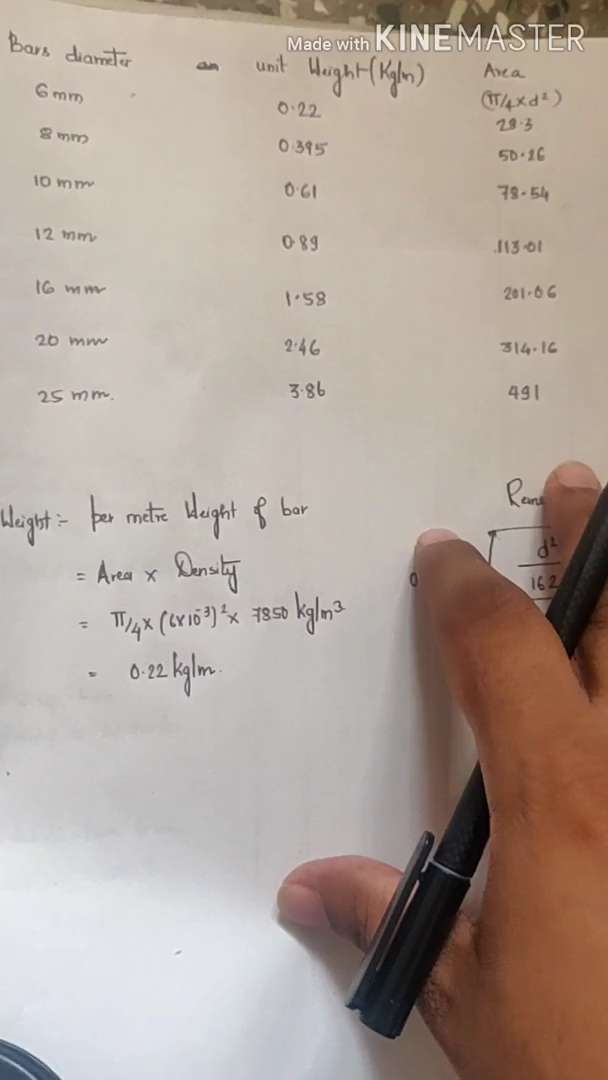 Made with KINEMASTER
Bars diameter unit Weight (Kg/m) Area
(π/4×d²)
6mm 0.22 28.3
8mm 0.395 50.26
10 mm 0.61 78.54
12 mm 0.89 113.01
16 mm 1.58 201.06
20 mm 2.46 314.16
25 mm. 3.86 491
Weight:- per metre Weight of bar
= Area × Density
= π/4 × (6×10⁻³)² × 7850 kg/m³
= 0.22 kg/m.
d²
162